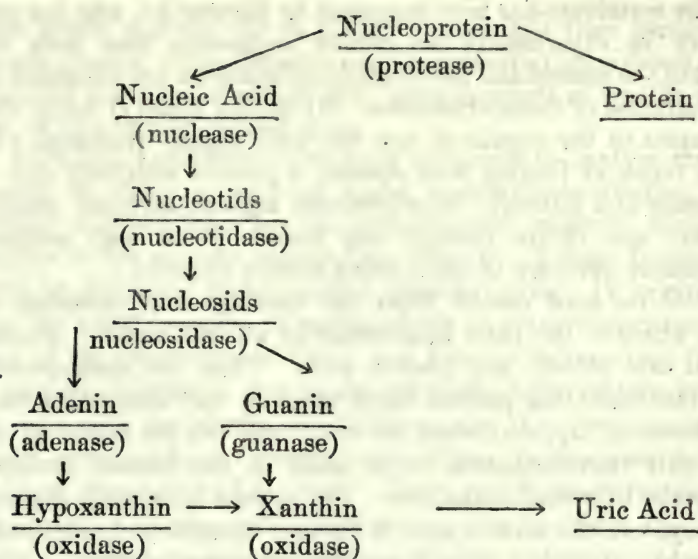 Nucleoprotein
(protease)
Nucleic Acid
(nuclease)
Protein
↓
Nucleotids
(nucleotidase)
↓
Nucleosids
nucleosidase)
Adenin
(adenase)
Guanin
(guanase)
↓ ↓
Hypoxanthin → Xanthin → Uric Acid
(oxidase) (oxidase)